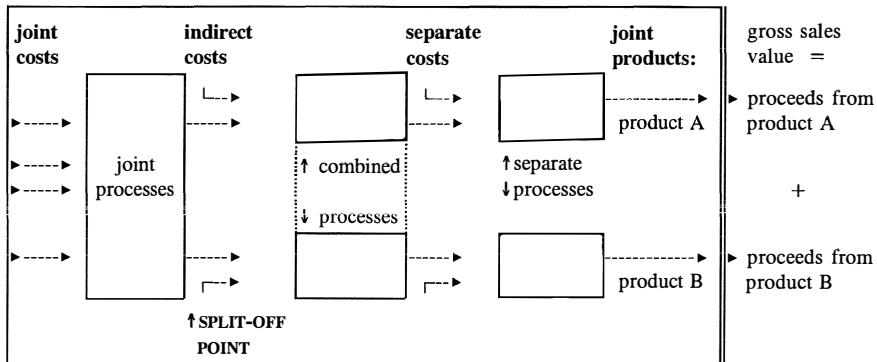 joint costs
indirect costs
separate costs
joint products:
gross sales value =
product A
proceeds from product A
joint processes
↑ combined
↓ processes
↑ separate
↓ processes
+
product B
proceeds from product B
↑ SPLIT-OFF POINT